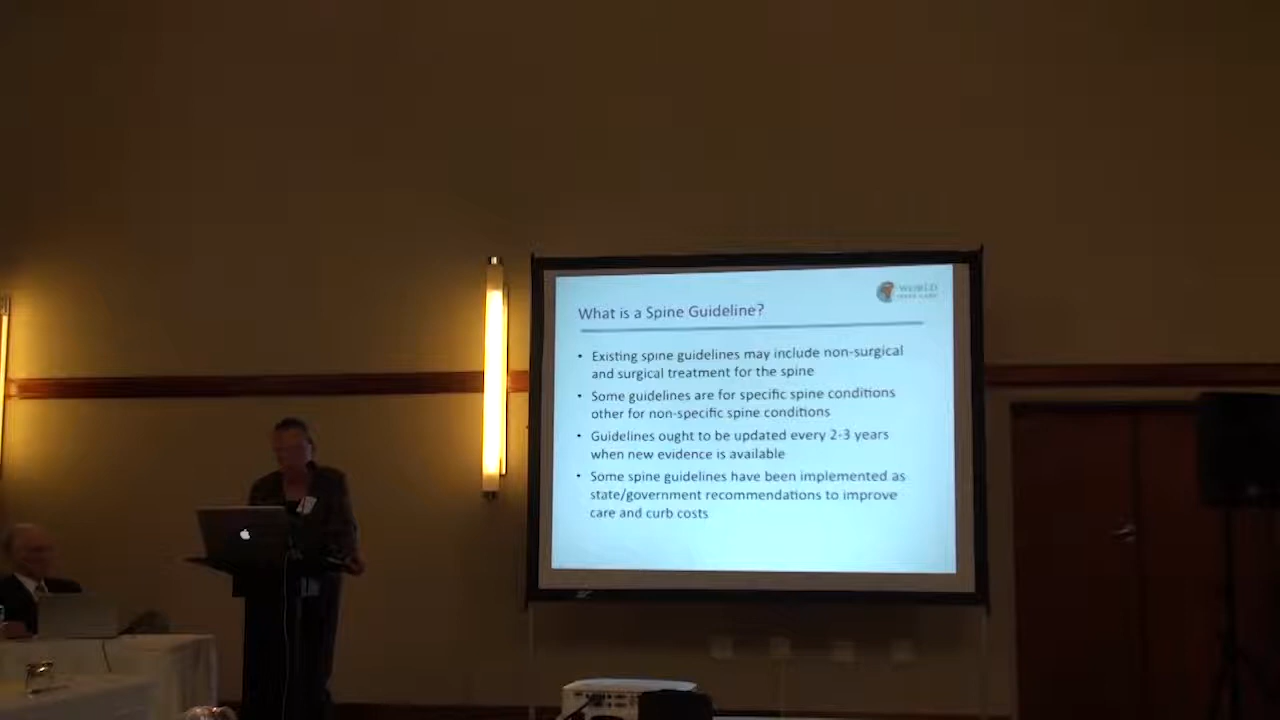 WORLD
What is a Spine Guideline?
• Existing spine guidelines may include non-surgical
and surgical treatment for the spine
• Some guidelines are for specific spine conditions
other for non-specific spine conditions
• Guidelines ought to be updated every 2-3 years
when new evidence is available
• Some spine guidelines have been implemented as
state/government recommendations to improve
care and curb costs